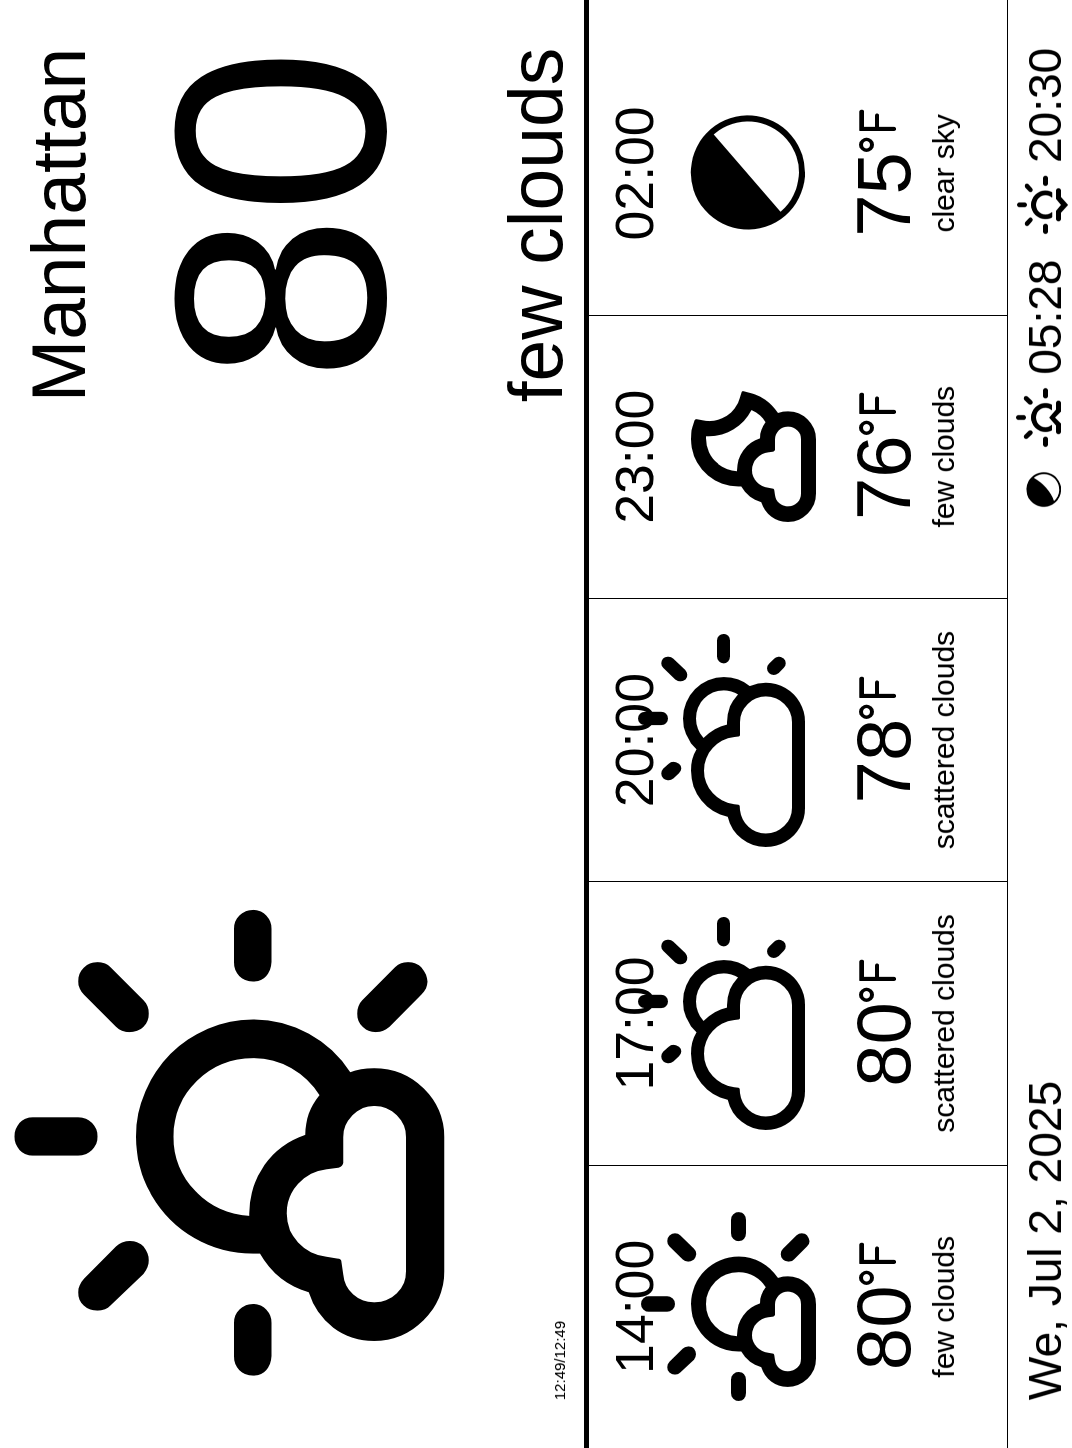 Manhattan
80
few clouds
12:49/12:49
14:00
80°F
few clouds
17:00
80°F
scattered clouds
20:00
78°F
scattered clouds
23:00
76°F
few clouds
02:00
75°F
clear sky
We, Jul 2, 2025
05:28 20:30